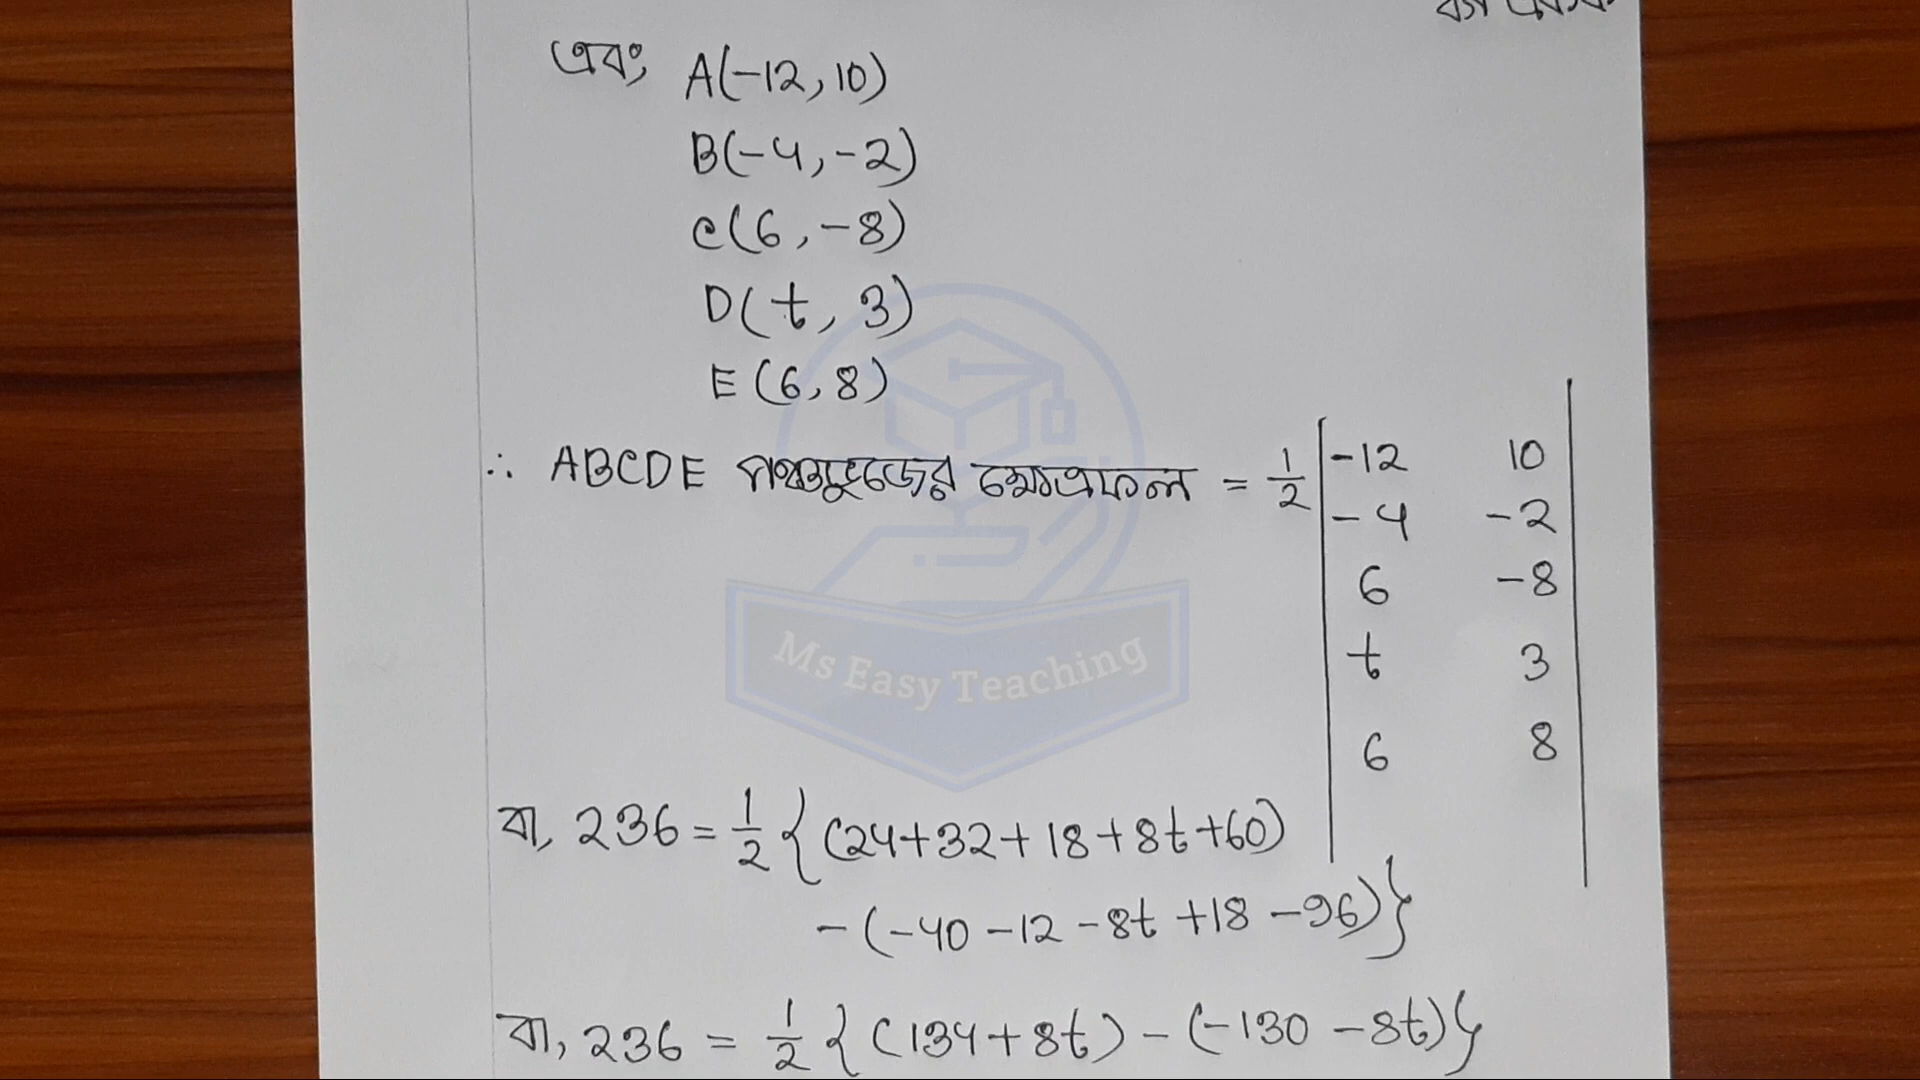 এবং, A(-12, 10)
B(-4, -2)
C(6, -8)
D(t, 3)
E(6, 8)
∴ ABCDE পঞ্চভুজের ক্ষেত্রফল = 1/2 | -12 10
-4 -2
6 -8
t 3
6 8 |
Ms Easy Teaching
বা, 236 = 1/2 { (24+32+18+8t+60)
- (-40 -12 -8t +18 -96) }
বা, 236 = 1/2 { (134+8t) - (-130 -8t) }